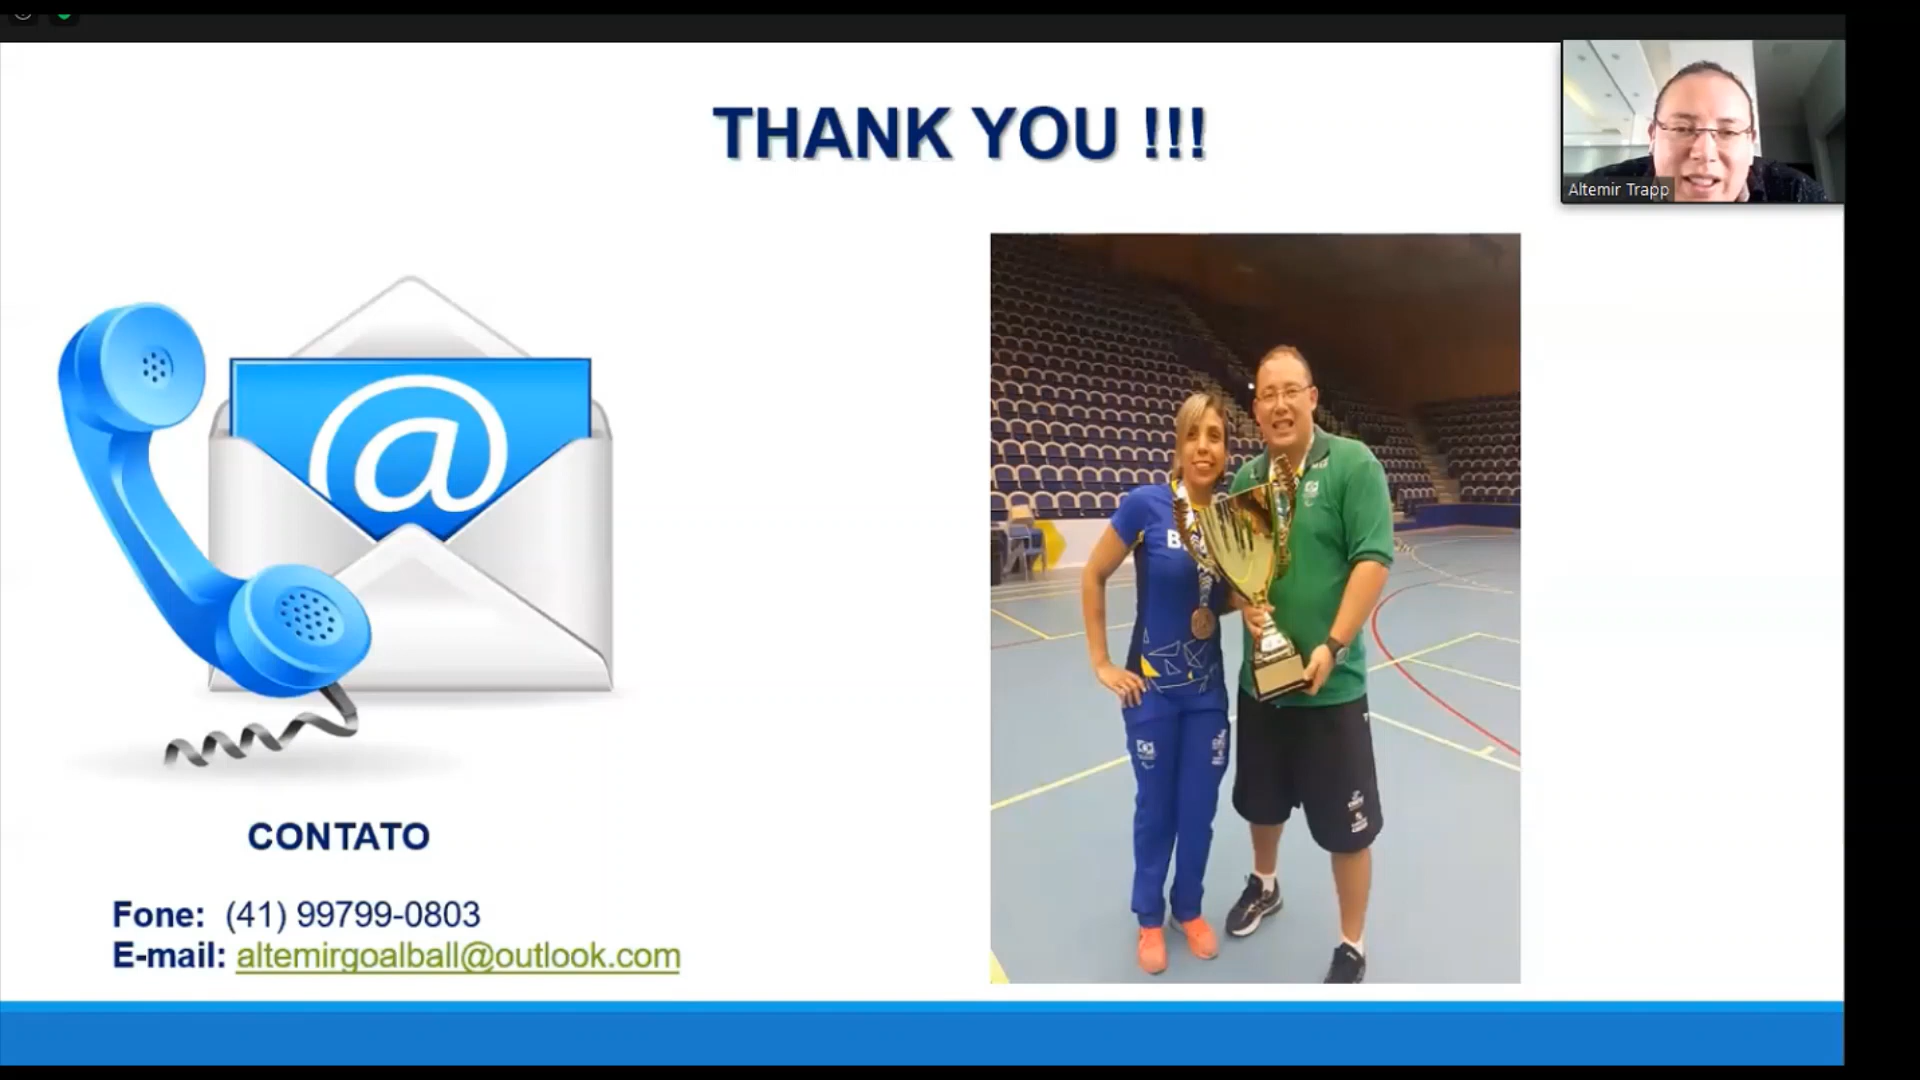 THANK YOU !!!
Altemir Trapp
@
CONTATO
Fone: (41) 99799-0803
E-mail: altemirgoalball@outlook.com